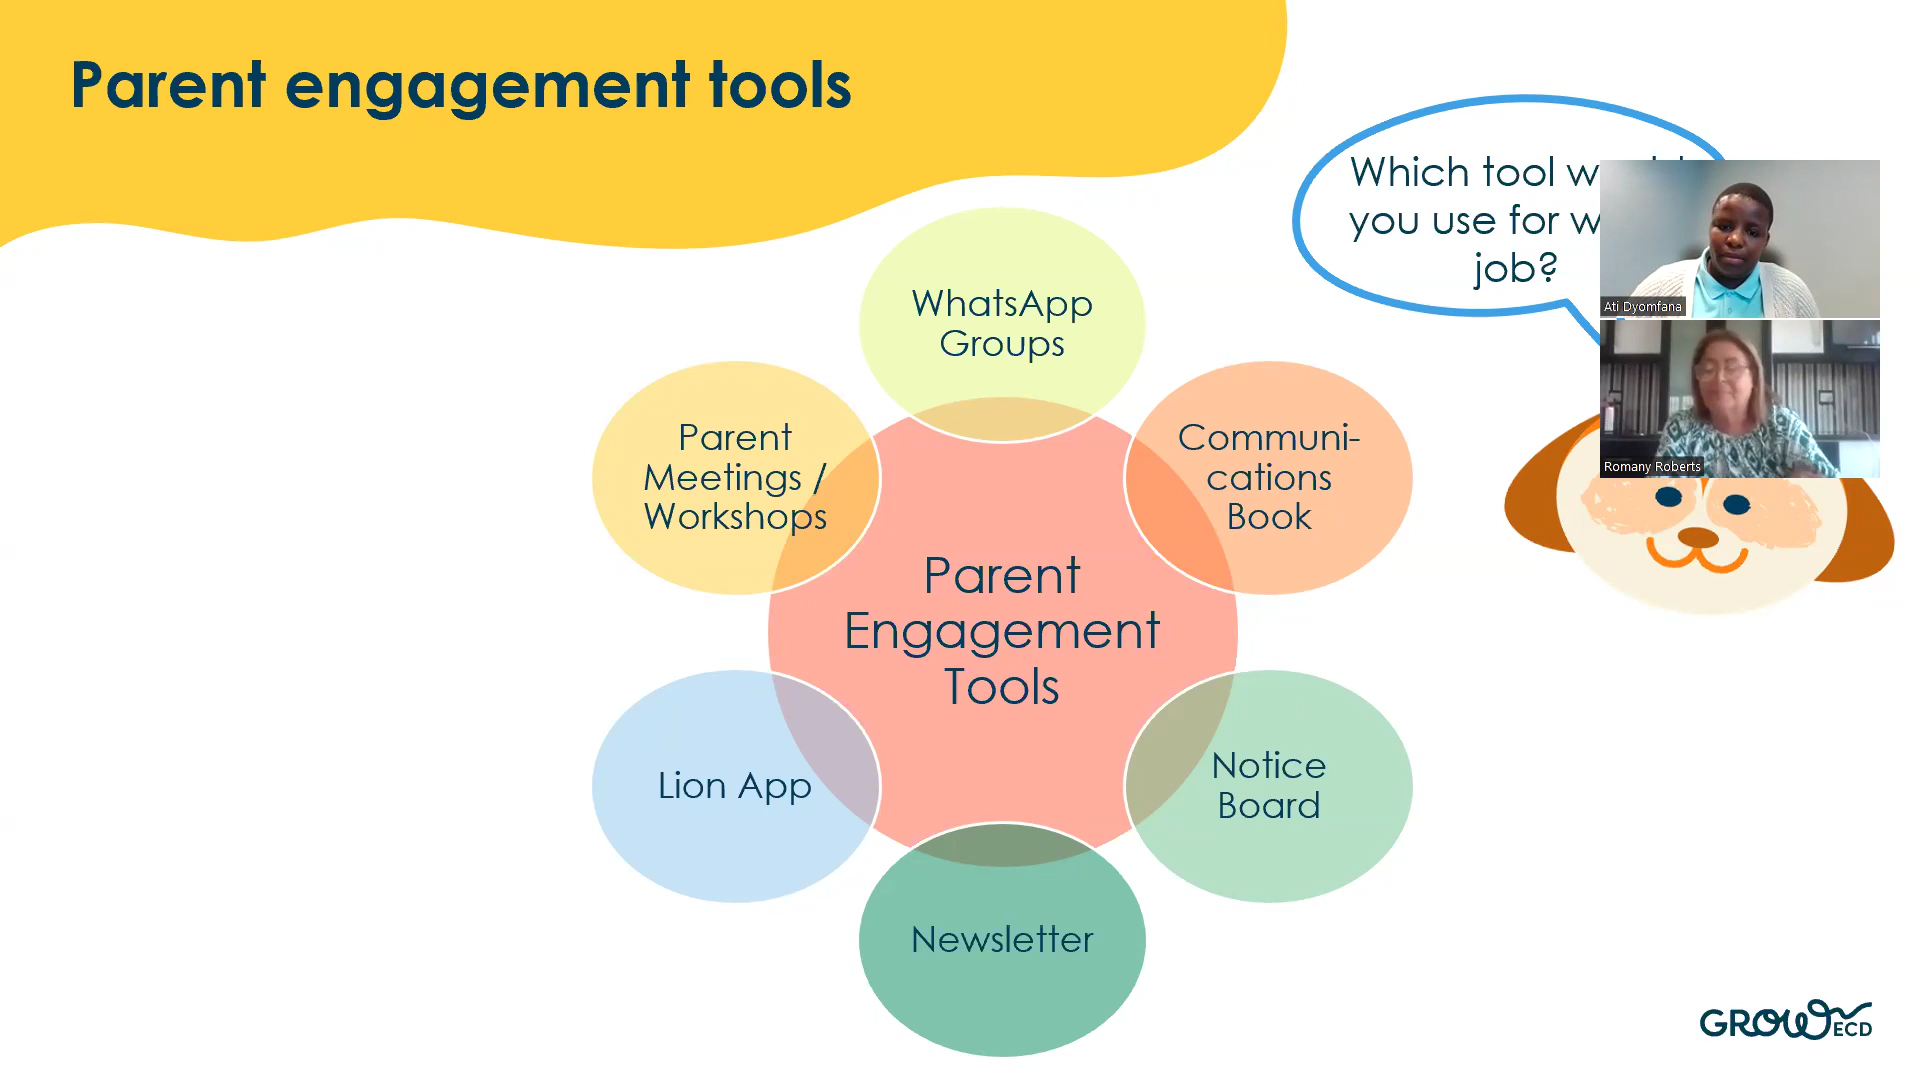 Parent engagement tools
Which tool
you use for
job?
Ati Dyomfana
Romany Roberts
WhatsApp
Groups
Parent
Meetings /
Workshops
Communi-
cations
Book
Parent
Engagement
Tools
Lion App
Notice
Board
Newsletter
GROW ECD